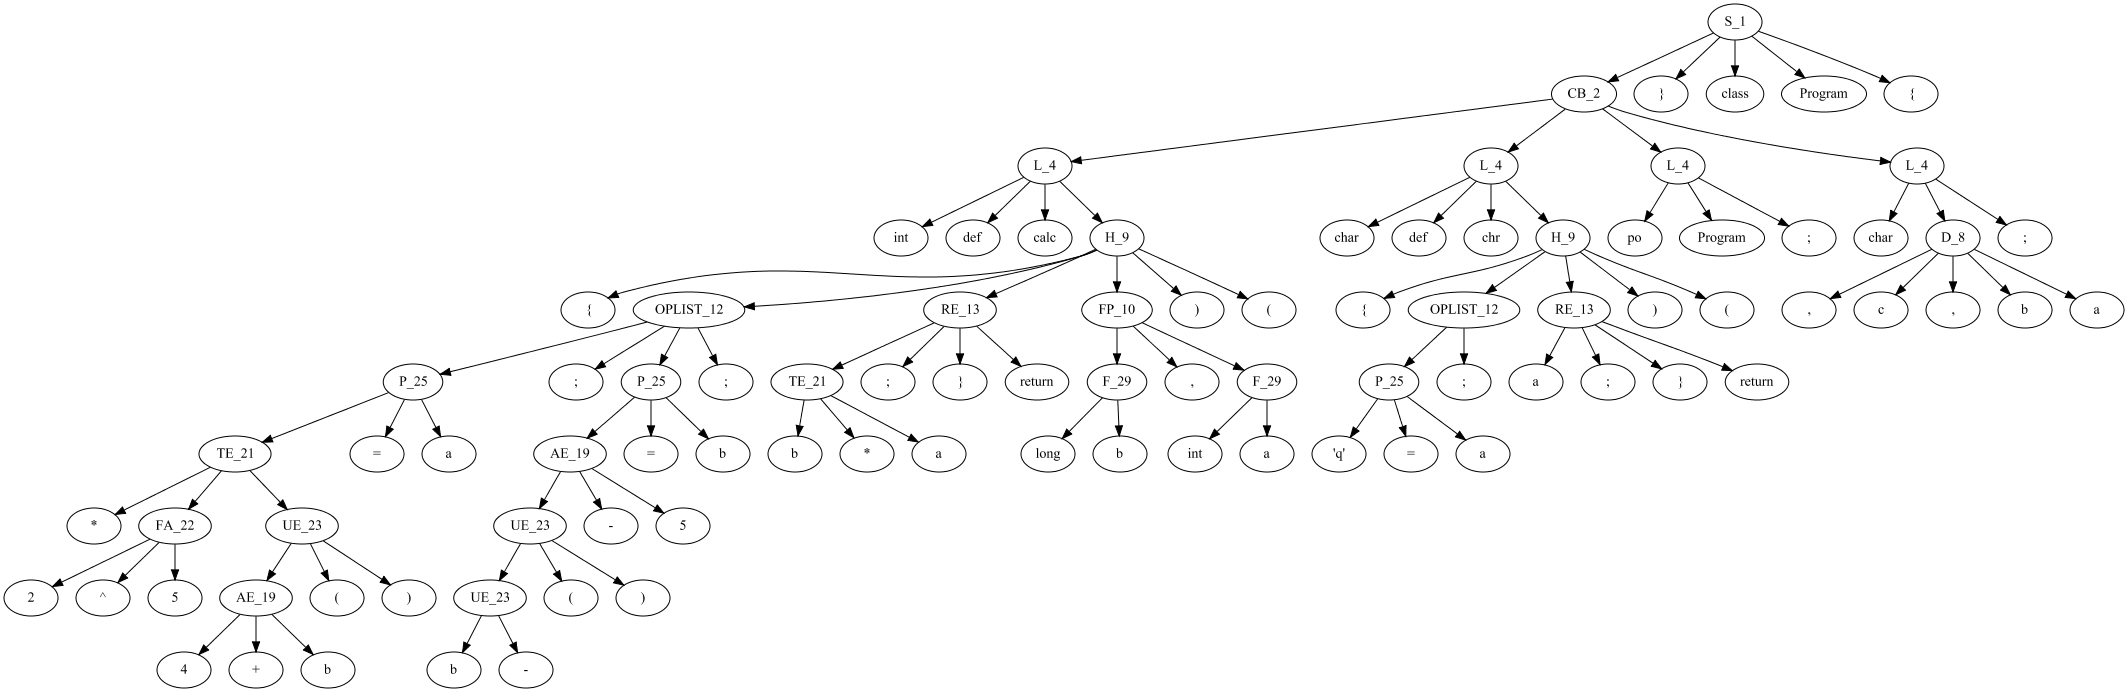 S_1
CB_2 } class Program {
L_4 L_4 L_4 L_4
int def calc H_9 char def chr H_9 po Program ; char D_8 ;
{ OPLIST_12 RE_13 FP_10 ) ( { OPLIST_12 RE_13 ) ( , c , b a
P_25 ; P_25 ; TE_21 ; } return F_29 , F_29 P_25 ; a ; } return
TE_21 = a AE_19 = b b * a long b int a 'q' = a
* FA_22 UE_23 UE_23 - 5
2 ^ 5 AE_19 ( ) UE_23 ( )
4 + b b -